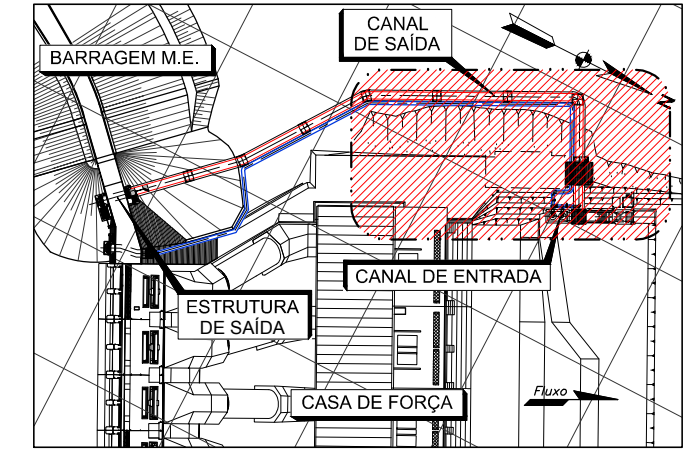 CANAL
DE SAÍDA
BARRAGEM M.E.
N
CANAL DE ENTRADA
ESTRUTURA
DE SAÍDA
CASA DE FORÇA
Fluxo